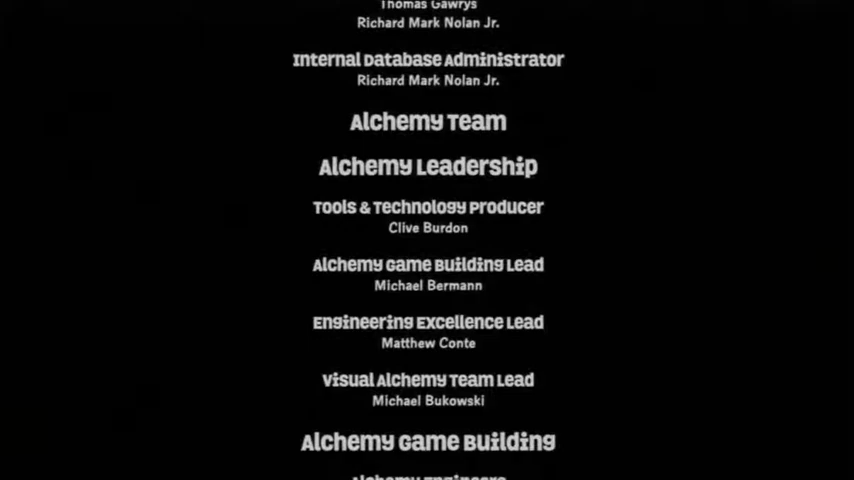 Thomas Gawrys
Richard Mark Nolan Jr.
Internal Database Administrator
Richard Mark Nolan Jr.
Alchemy Team
Alchemy Leadership
Tools & Technology Producer
Clive Burdon
Alchemy Game Building Lead
Michael Bermann
Engineering Excellence Lead
Matthew Conte
Visual Alchemy Team Lead
Michael Bukowski
Alchemy Game Building
Alchemy Engineers